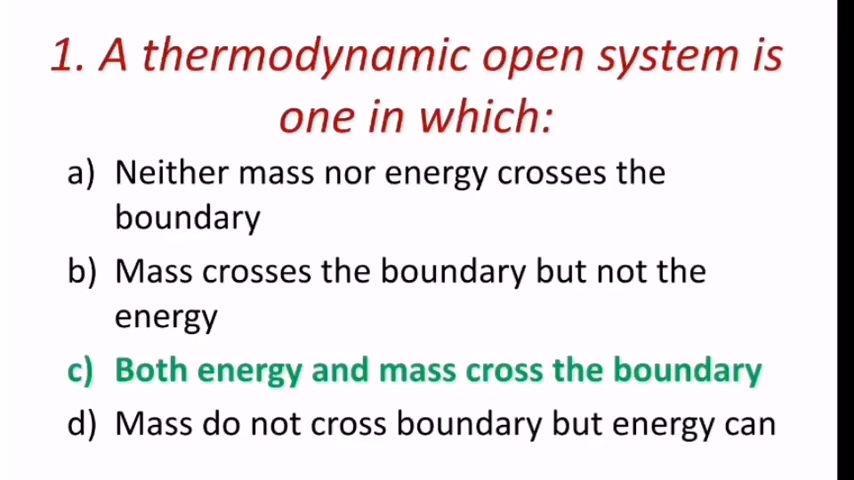 1. A thermodynamic open system is
one in which:
a) Neither mass nor energy crosses the
boundary
b) Mass crosses the boundary but not the
energy
c) Both energy and mass cross the boundary
d) Mass do not cross boundary but energy can